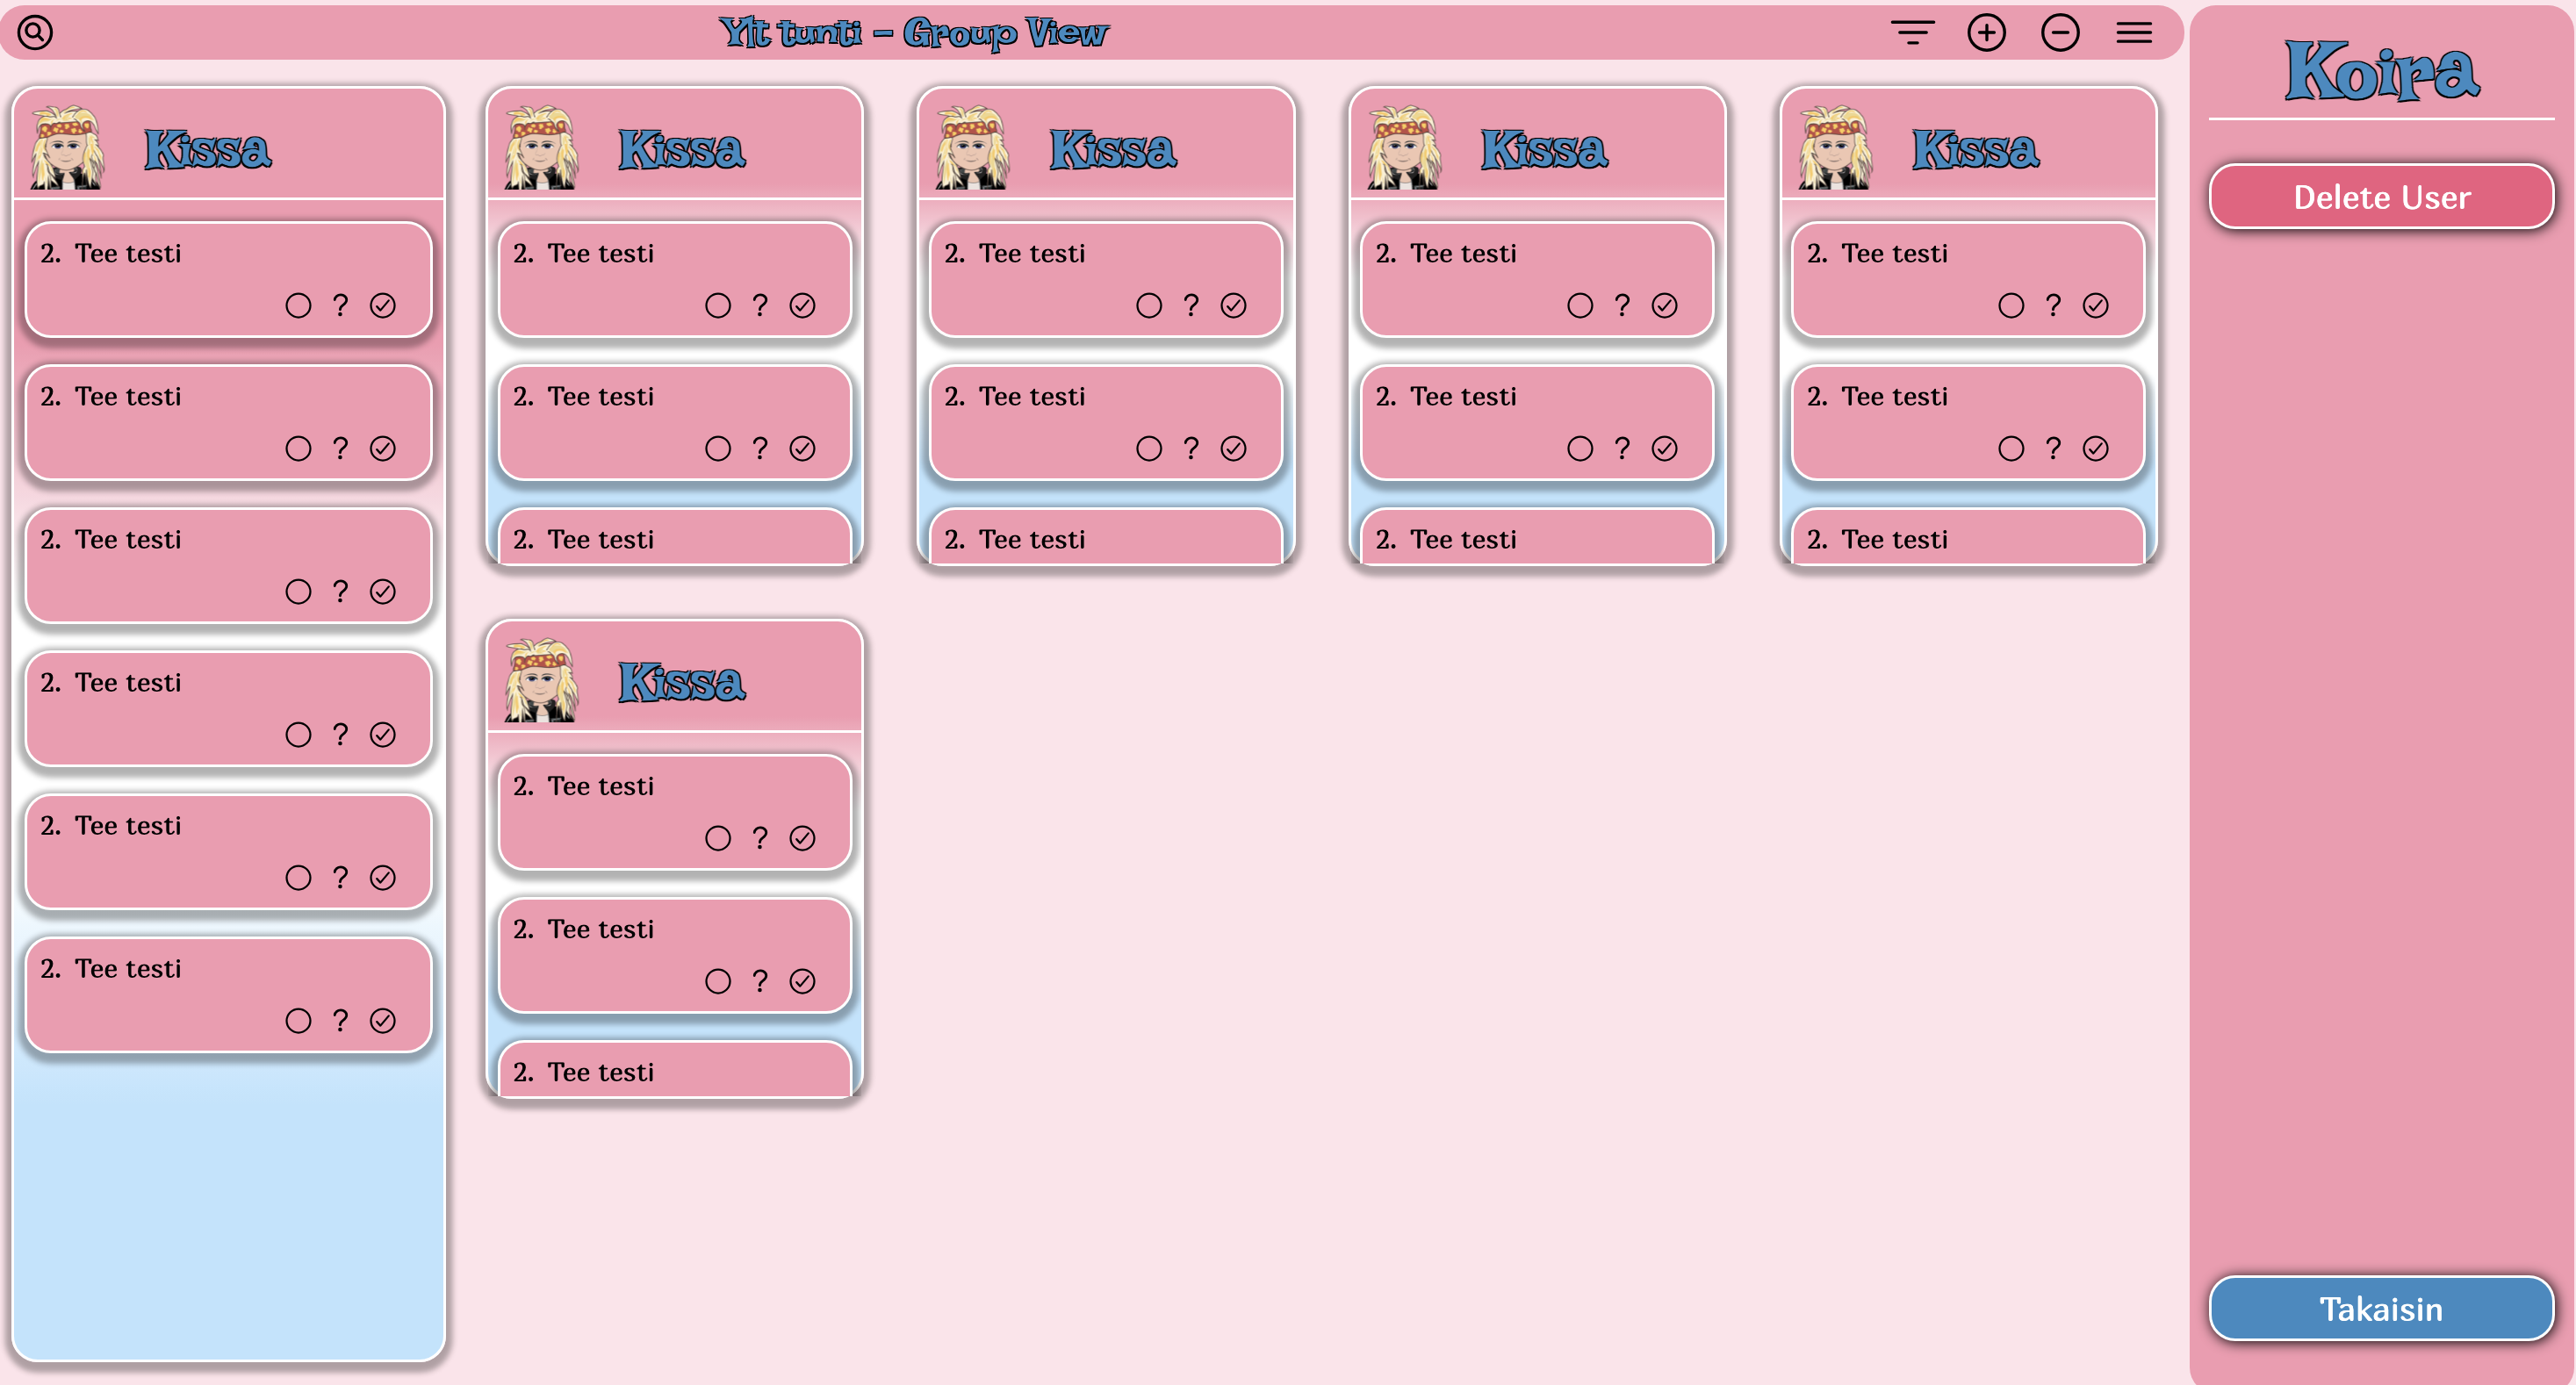 Ylt tunti - Group View
Koira
Delete User
Takaisin
Kissa
2. Tee testi
?
2. Tee testi
?
2. Tee testi
?
2. Tee testi
?
2. Tee testi
?
2. Tee testi
?
Kissa
2. Tee testi
?
2. Tee testi
?
2. Tee testi
Kissa
2. Tee testi
?
2. Tee testi
?
2. Tee testi
Kissa
2. Tee testi
?
2. Tee testi
?
2. Tee testi
Kissa
2. Tee testi
?
2. Tee testi
?
2. Tee testi
Kissa
2. Tee testi
?
2. Tee testi
?
2. Tee testi